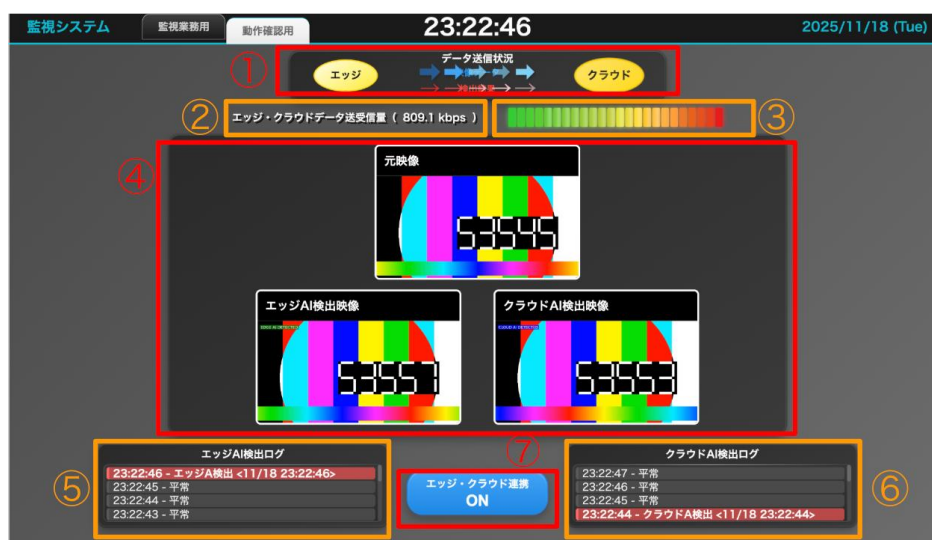 監視システム
監視業務用
動作確認用
23:22:46
2025/11/18 (Tue)
①
データ送信状況
エッジ
クラウド
②
エッジ・クラウドデータ送受信量 ( 809.1 kbps )
③
④
元映像
53545
エッジAI検出映像
EDGE AI DETECTED
53557
クラウドAI検出映像
CLOUD AI DETECTED
53553
⑤
エッジAI検出ログ
23:22:46 - エッジA検出 <11/18 23:22:46>
23:22:45 - 平常
23:22:44 - 平常
23:22:43 - 平常
⑦
エッジ・クラウド連携
ON
⑥
クラウドAI検出ログ
23:22:47 - 平常
23:22:46 - 平常
23:22:45 - 平常
23:22:44 - クラウドA検出 <11/18 23:22:44>